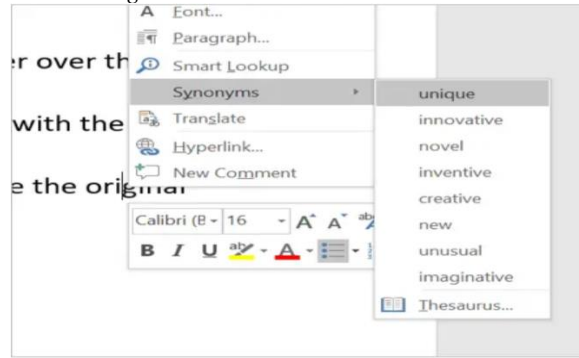 A Font...
Paragraph...
r over th
Smart Lookup
Synonyms
unique
with the
Translate
innovative
Hyperlink...
novel
New Comment
inventive
e the original
creative
Calibri (E 16 A A
new
B I U ab A
unusual
imaginative
Thesaurus...